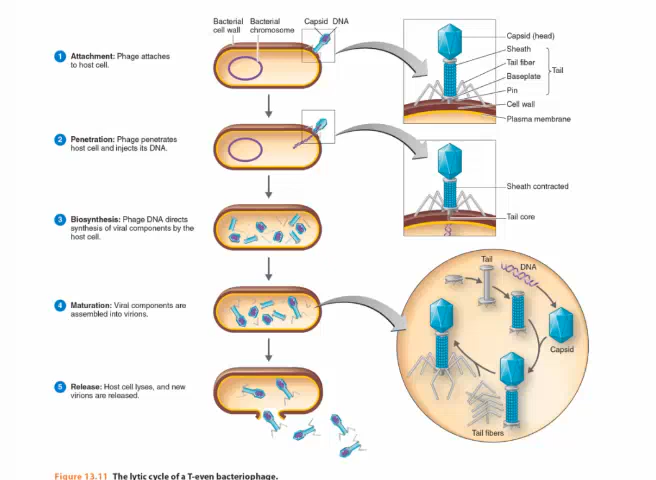 Bacterial cell wall
Bacterial chromosome
Capsid DNA
1 Attachment: Phage attaches
to host cell.
Capsid (head)
Sheath
Tail fiber
Baseplate
Tail
Pin
Cell wall
Plasma membrane
2 Penetration: Phage penetrates
host cell and injects its DNA.
Sheath contracted
Tail core
3 Biosynthesis: Phage DNA directs
synthesis of viral components by the
host cell.
Tail
DNA
4 Maturation: Viral components are
assembled into virions.
Capsid
5 Release: Host cell lyses, and new
virions are released.
Tail fibers
Figure 13.11 The lytic cycle of a T-even bacteriophage.